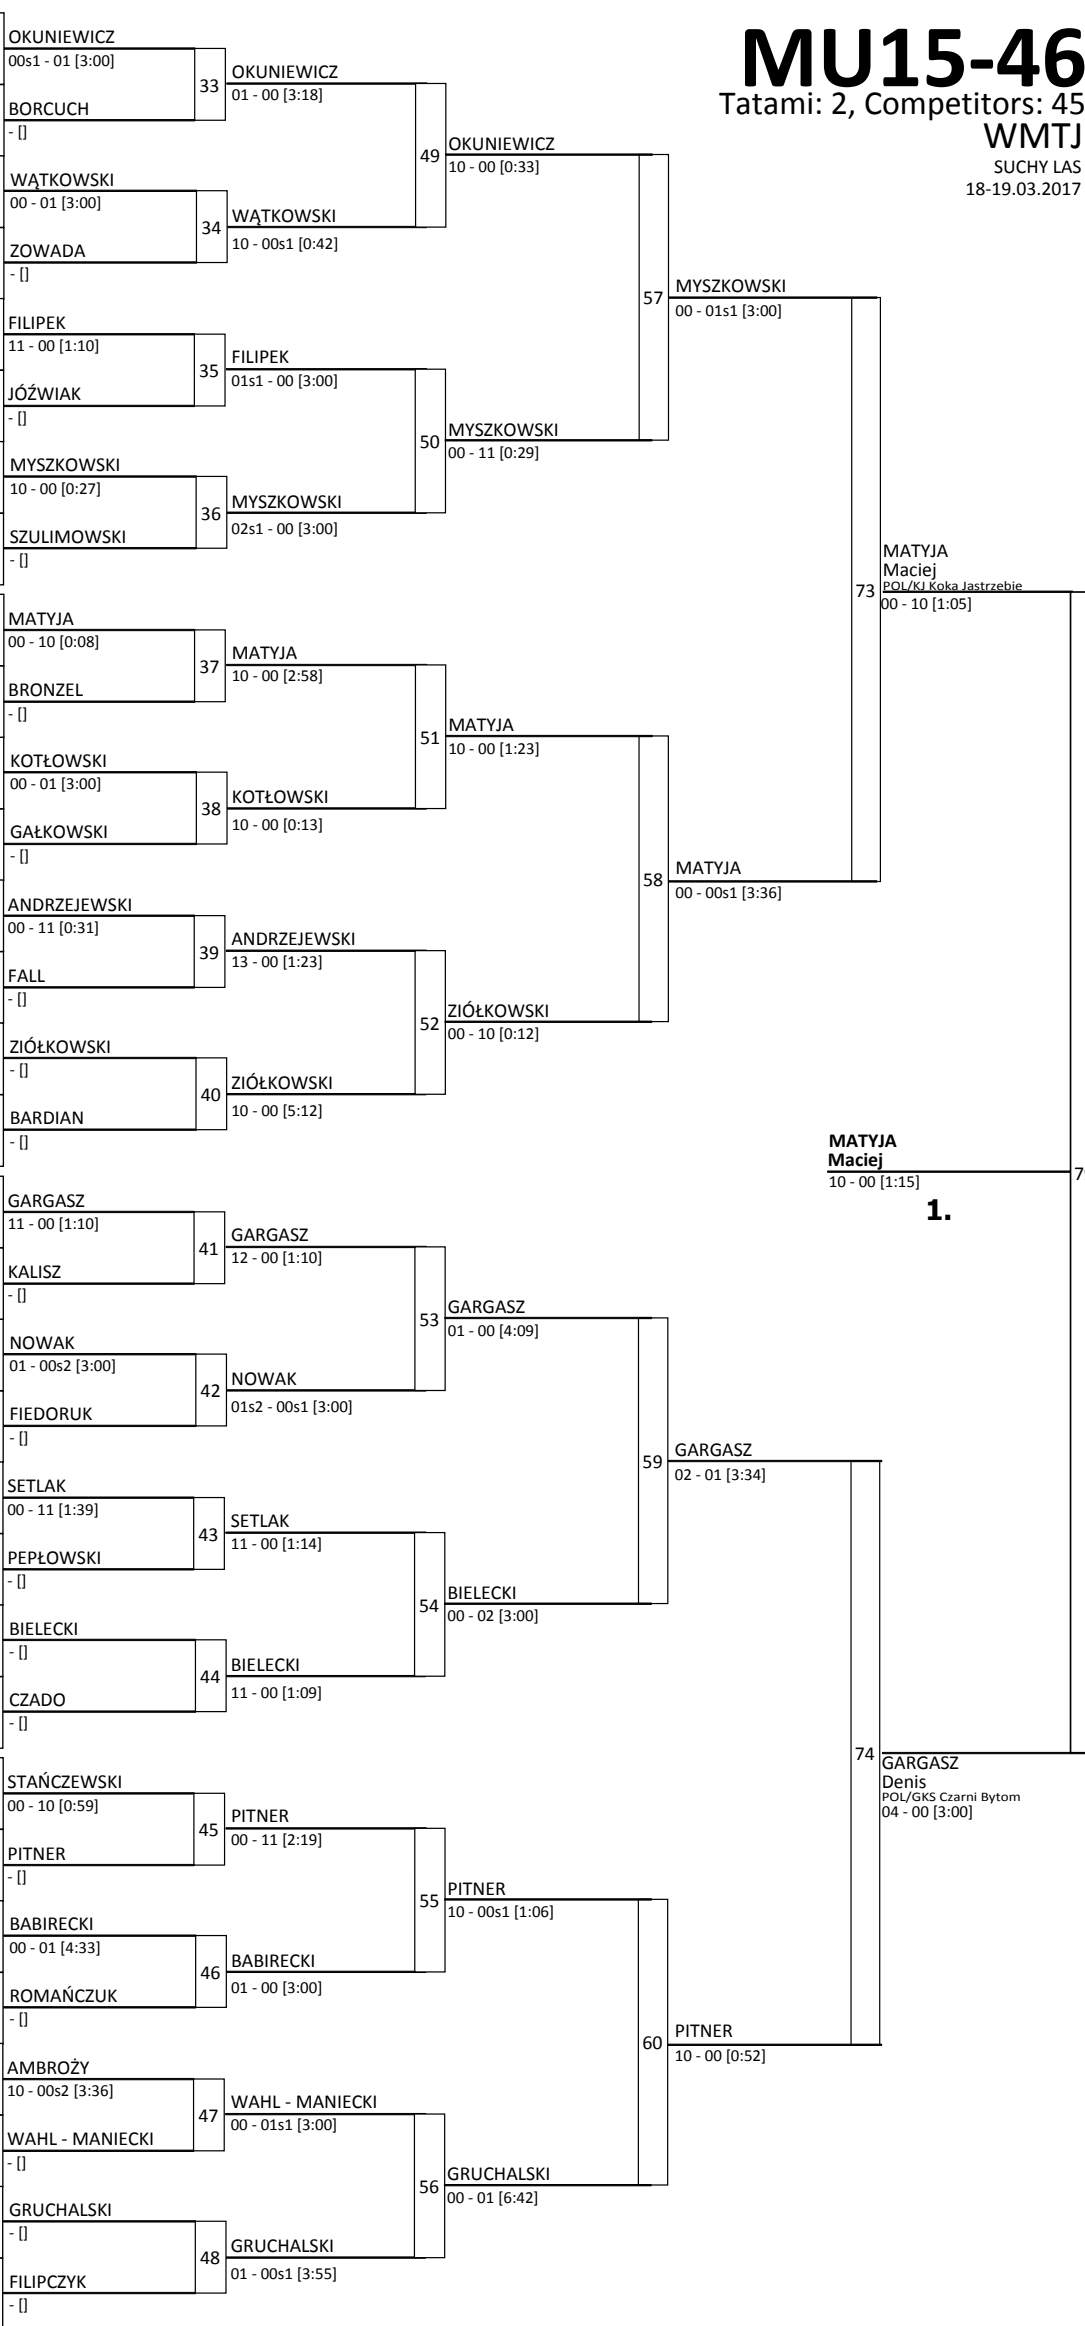 MU15-46
Tatami: 2, Competitors: 45
WMTJ
SUCHY LAS
18-19.03.2017
OKUNIEWICZ
00s1 - 01 [3:00]
BORCUCH
- []
33
WĄTKOWSKI
00 - 01 [3:00]
ZOWADA
- []
34
FILIPEK
11 - 00 [1:10]
JÓŹWIAK
- []
35
MYSZKOWSKI
10 - 00 [0:27]
SZULIMOWSKI
- []
36
MATYJA
00 - 10 [0:08]
BRONZEL
- []
37
KOTŁOWSKI
00 - 01 [3:00]
GAŁKOWSKI
- []
38
ANDRZEJEWSKI
00 - 11 [0:31]
FALL
- []
39
ZIÓŁKOWSKI
- []
BARDIAN
- []
40
GARGASZ
11 - 00 [1:10]
KALISZ
- []
41
NOWAK
01 - 00s2 [3:00]
FIEDORUK
- []
42
SETLAK
00 - 11 [1:39]
PEPŁOWSKI
- []
43
BIELECKI
- []
CZADO
- []
44
STAŃCZEWSKI
00 - 10 [0:59]
PITNER
- []
45
BABIRECKI
00 - 01 [4:33]
ROMAŃCZUK
- []
46
AMBROŻY
10 - 00s2 [3:36]
WAHL - MANIECKI
- []
47
GRUCHALSKI
- []
FILIPCZYK
- []
48
OKUNIEWICZ
01 - 00 [3:18]
49
WĄTKOWSKI
10 - 00s1 [0:42]
FILIPEK
01s1 - 00 [3:00]
50
MYSZKOWSKI
02s1 - 00 [3:00]
MATYJA
10 - 00 [2:58]
51
KOTŁOWSKI
10 - 00 [0:13]
ANDRZEJEWSKI
13 - 00 [1:23]
52
ZIÓŁKOWSKI
10 - 00 [5:12]
GARGASZ
12 - 00 [1:10]
53
NOWAK
01s2 - 00s1 [3:00]
SETLAK
11 - 00 [1:14]
54
BIELECKI
11 - 00 [1:09]
PITNER
00 - 11 [2:19]
55
BABIRECKI
01 - 00 [3:00]
WAHL - MANIECKI
00 - 01s1 [3:00]
56
GRUCHALSKI
01 - 00s1 [3:55]
OKUNIEWICZ
10 - 00 [0:33]
57
MYSZKOWSKI
00 - 11 [0:29]
MATYJA
10 - 00 [1:23]
58
ZIÓŁKOWSKI
00 - 10 [0:12]
GARGASZ
01 - 00 [4:09]
59
BIELECKI
00 - 02 [3:00]
PITNER
10 - 00s1 [1:06]
60
GRUCHALSKI
00 - 01 [6:42]
MYSZKOWSKI
00 - 01s1 [3:00]
73
MATYJA
00 - 00s1 [3:36]
GARGASZ
02 - 01 [3:34]
74
PITNER
10 - 00 [0:52]
MATYJA
Maciej
POL/KJ Koka Jastrzebie
00 - 10 [1:05]
GARGASZ
Denis
POL/GKS Czarni Bytom
04 - 00 [3:00]
MATYJA
Maciej
10 - 00 [1:15]
1.